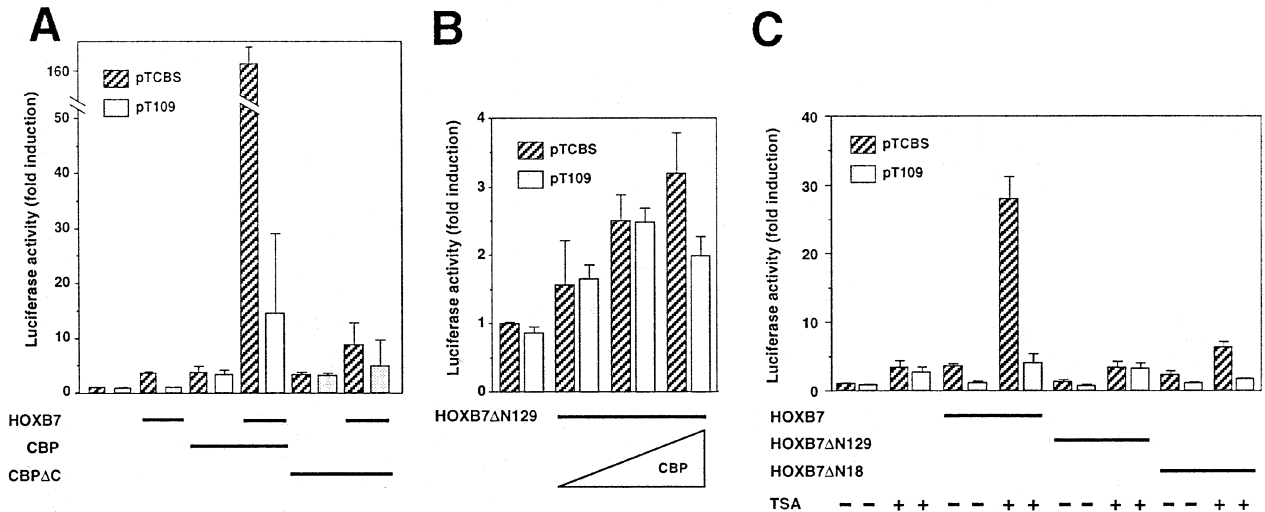 A
Luciferase activity (fold induction)
160
50
40
30
20
10
0
pTCBS
pT109
HOXB7
CBP
CBPΔC
B
Luciferase activity (fold induction)
4
3
2
1
0
pTCBS
pT109
HOXB7ΔN129
CBP
C
Luciferase activity (fold induction)
40
30
20
10
0
pTCBS
pT109
HOXB7
HOXB7ΔN129
HOXB7ΔN18
TSA − − + + − − + + − − + + − − + +